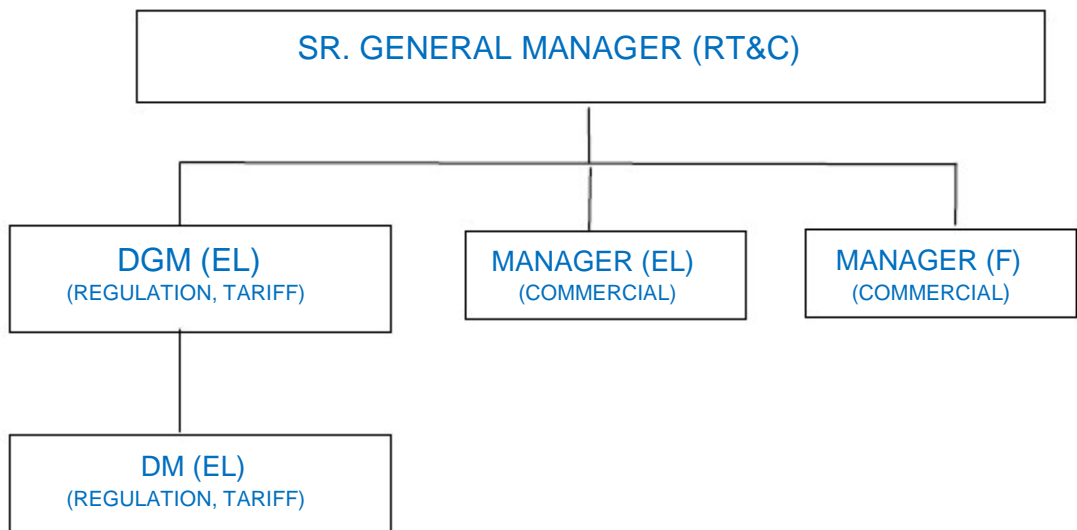 SR. GENERAL MANAGER (RT&C)
DGM (EL)
(REGULATION, TARIFF)
MANAGER (EL)
(COMMERCIAL)
MANAGER (F)
(COMMERCIAL)
DM (EL)
(REGULATION, TARIFF)